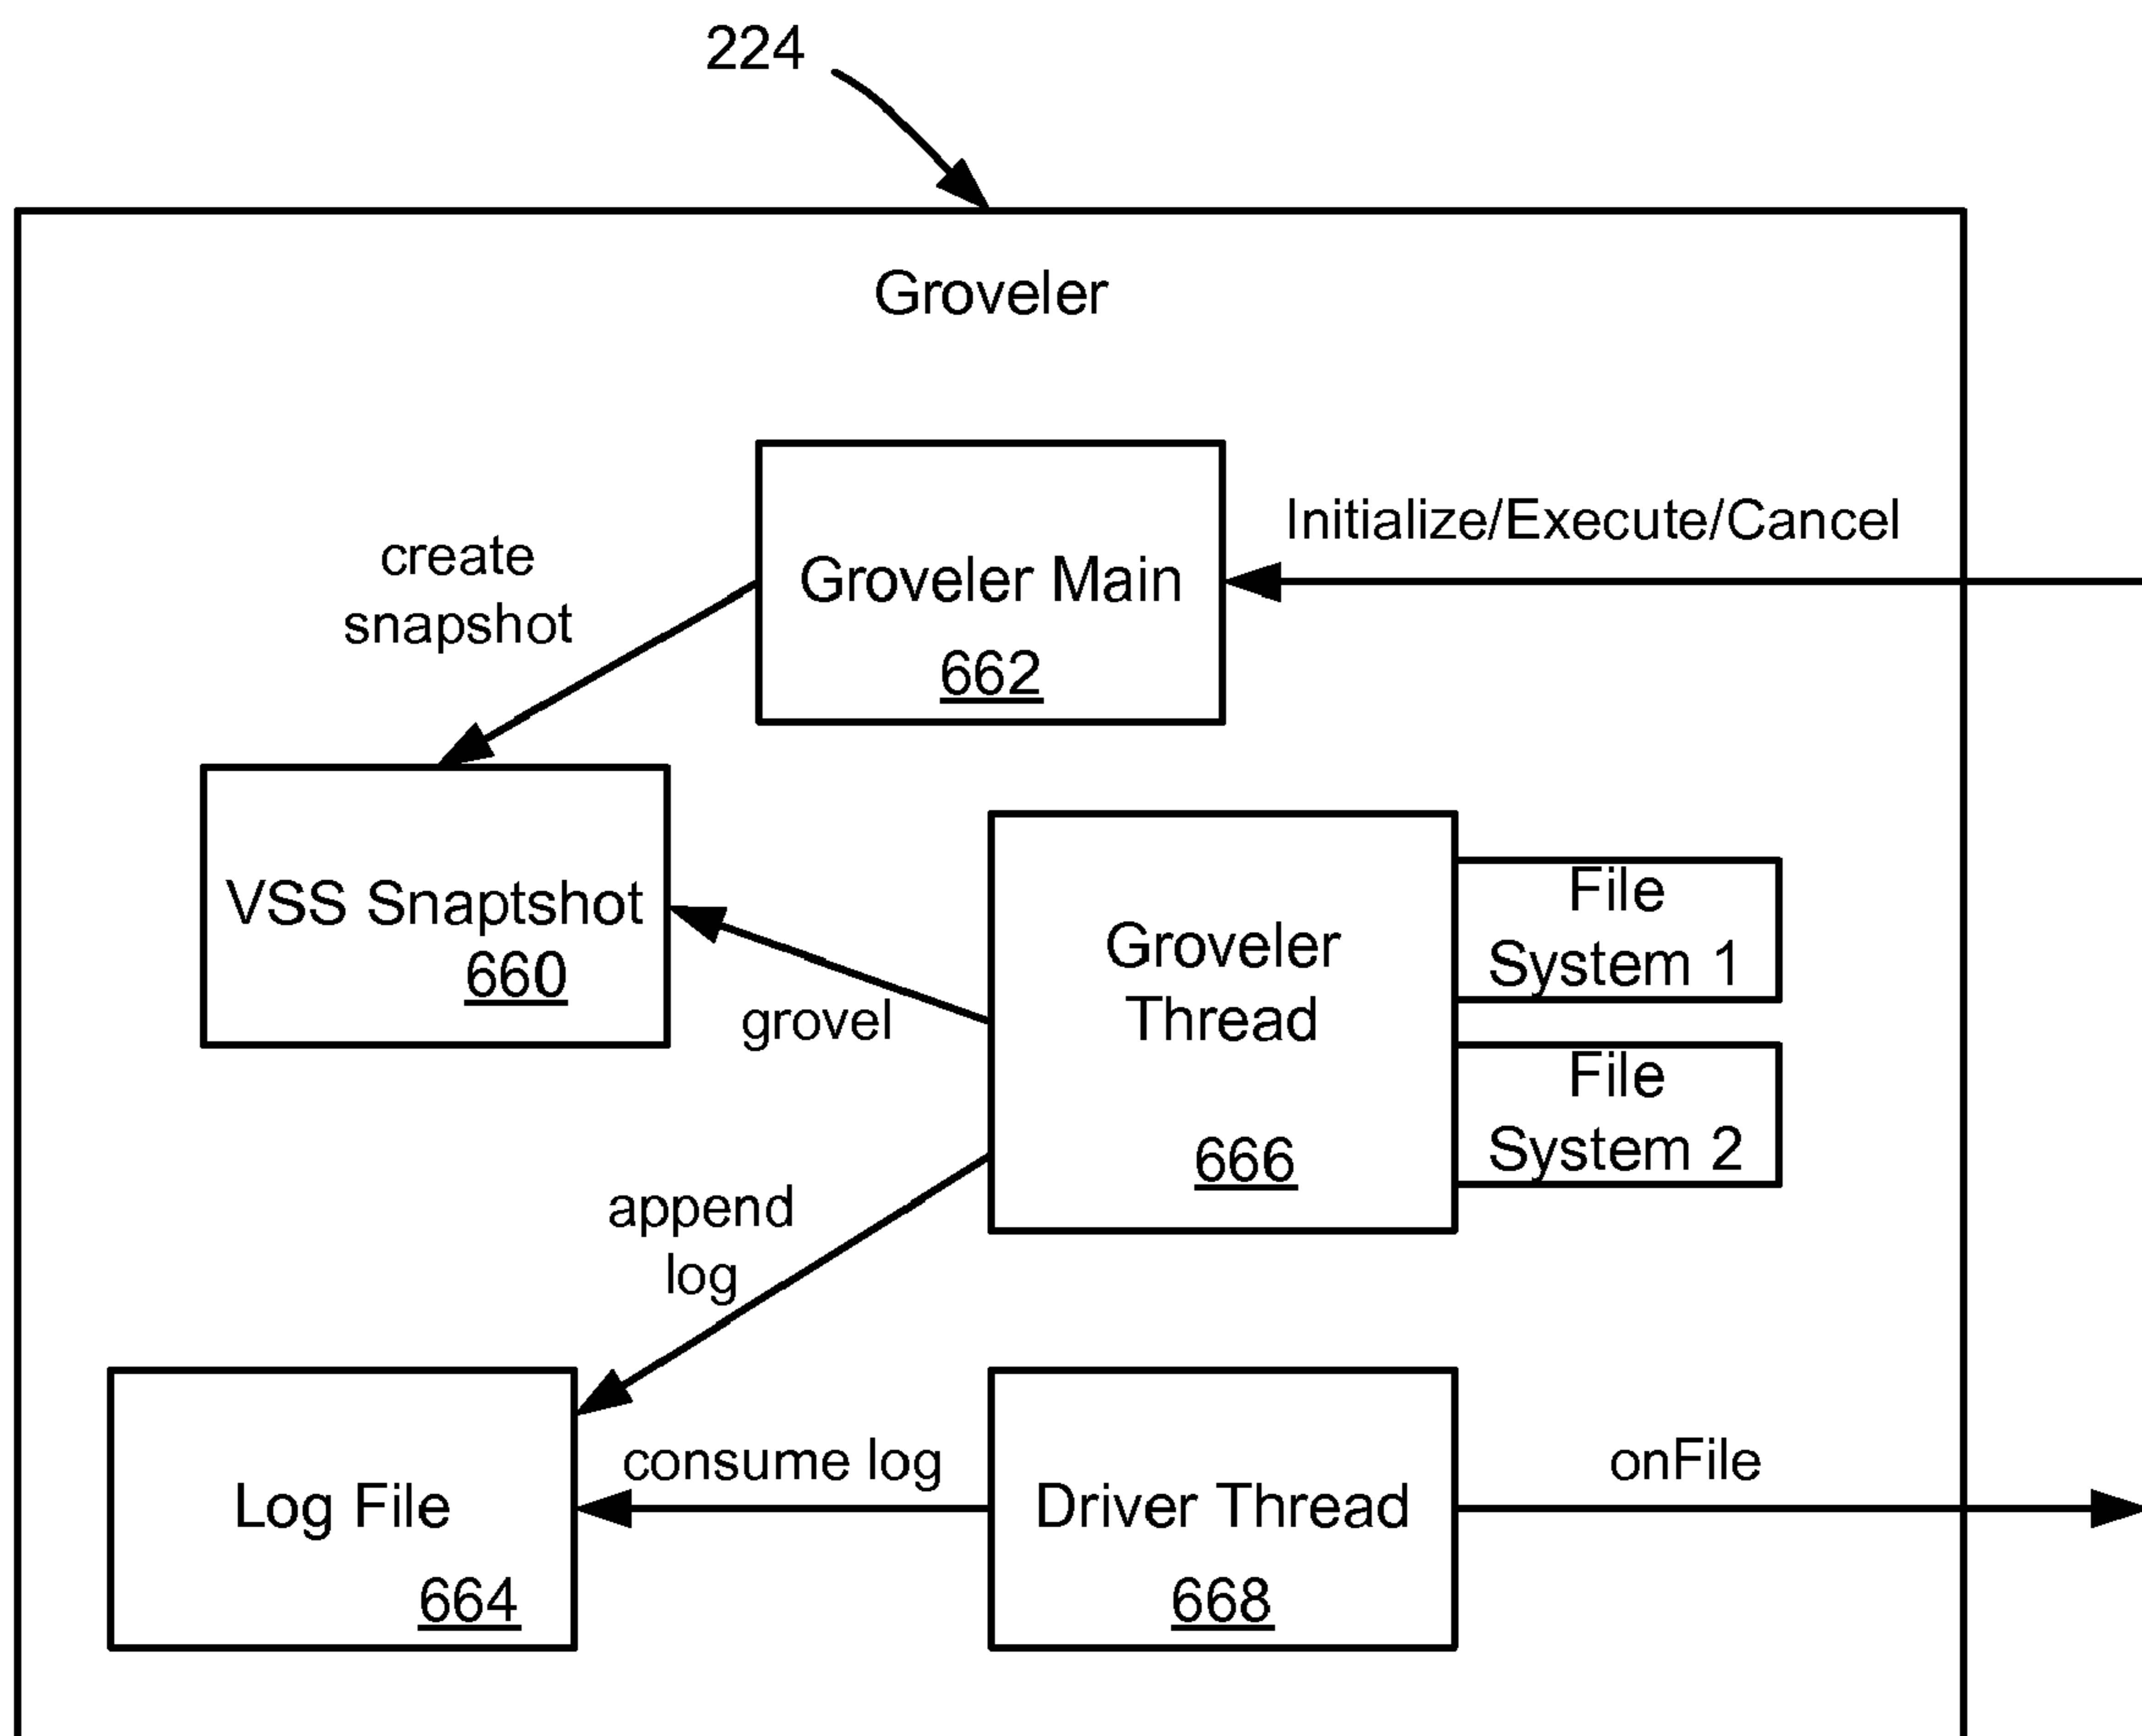 224
Groveler
Initialize/Execute/Cancel
create
snapshot
Groveler Main
662
VSS Snaptshot
660
grovel
Groveler
Thread
666
File
System 1
File
System 2
append
log
Log File
664
consume log
Driver Thread
668
onFile